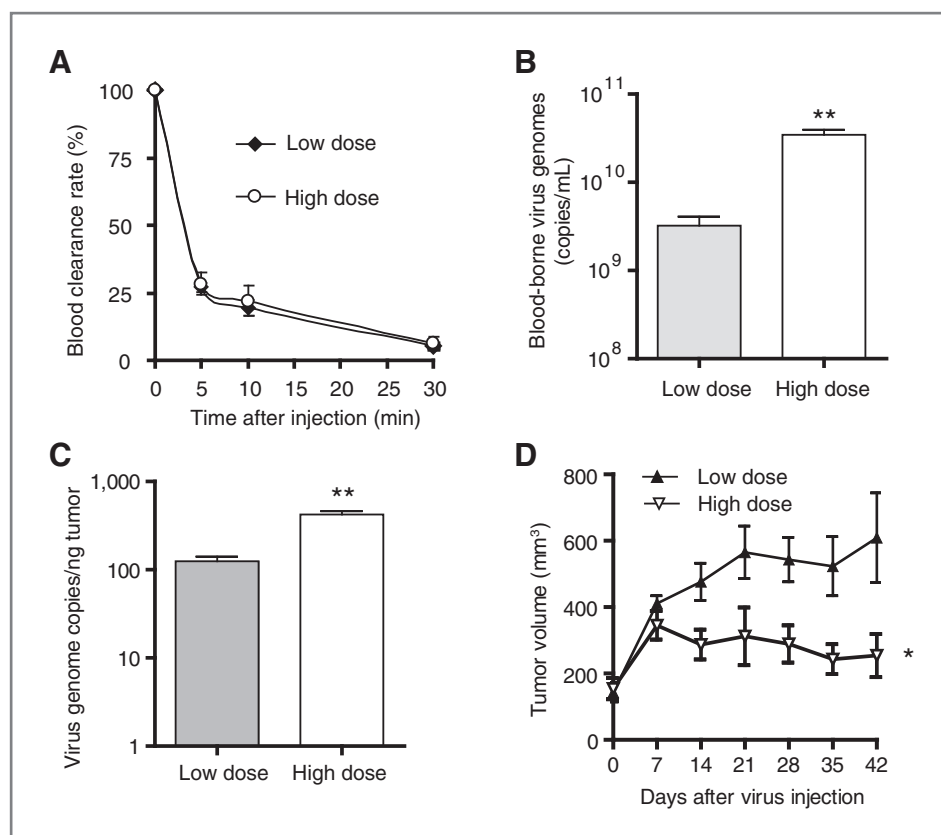 A
Blood clearance rate (%)
100
75
50
25
0
Low dose
High dose
0 5 10 15 20 25 30
Time after injection (min)
B
Blood-borne virus genomes
(copies/mL)
10¹¹
10¹⁰
10⁹
10⁸
**
Low dose High dose
C
Virus genome copies/ng tumor
1,000
100
10
1
**
Low dose High dose
D
Tumor volume (mm³)
800
600
400
200
0
Low dose
High dose
*
0 7 14 21 28 35 42
Days after virus injection